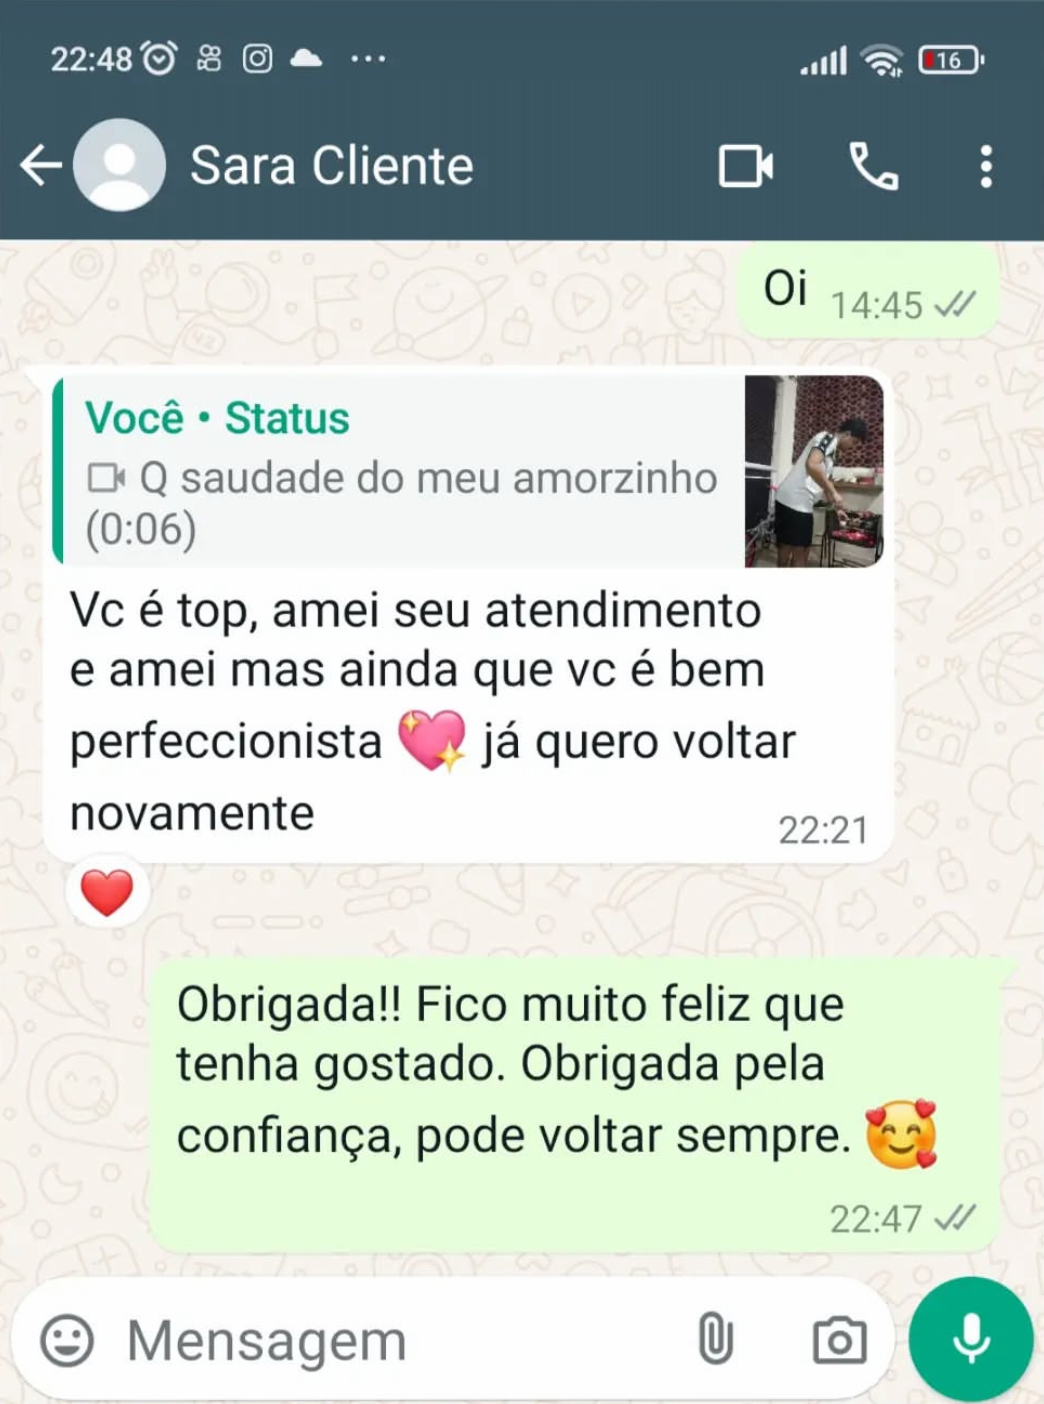 22:48
16
Sara Cliente
Oi 14:45
Você • Status
Q saudade do meu amorzinho
(0:06)
Vc é top, amei seu atendimento
e amei mas ainda que vc é bem
perfeccionista 💖 já quero voltar
novamente
22:21
Obrigada!! Fico muito feliz que
tenha gostado. Obrigada pela
confiança, pode voltar sempre. 🥰
22:47
Mensagem